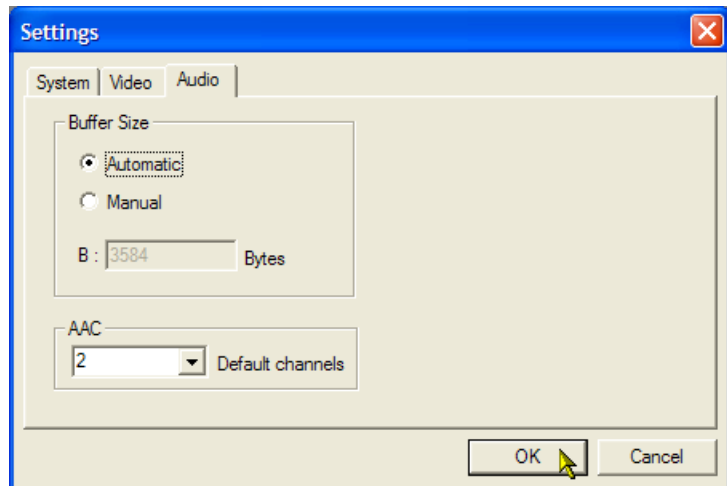 Settings
System Video Audio
Buffer Size
Automatic
Manual
B : 3584 Bytes
AAC
2 Default channels
OK Cancel